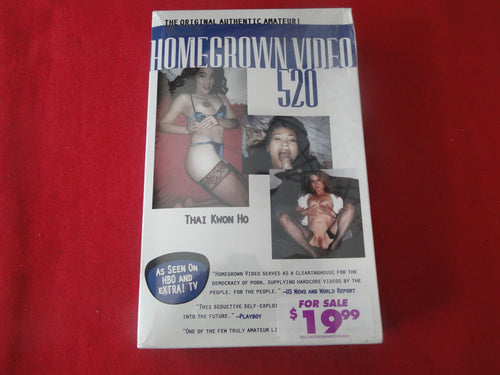 THE ORIGINAL AUTHENTIC AMATEUR!
HOMEGROWN VIDEO
520
THAI KWON HO
AS SEEN ON
HBO AND
EXTRA! TV
"HOMEGROWN VIDEO SERVES AS A CLEARINGHOUSE FOR THE
DEMOCRACY OF PORN. SUPPLYING HARDCORE VIDEOS BY THE
PEOPLE, FOR THE PEOPLE." —US NEWS AND WORLD REPORT
"THIS SEDUCTIVE SELF-EXPLOI
INTO THE FUTURE." —PLAYBOY
"ONE OF THE FEW TRULY AMATEUR LI
FOR SALE
$19.99